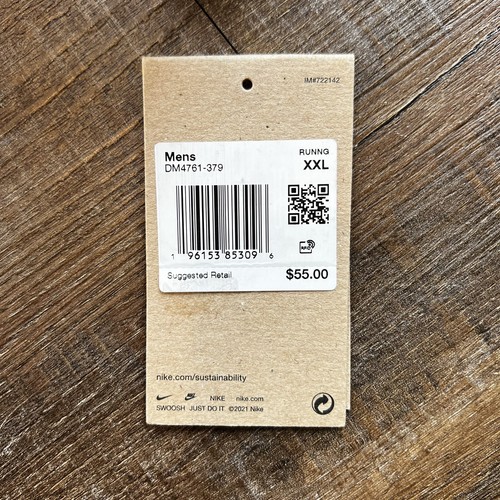 IM#722142
Mens
RUNNG
DM4761-379
XXL
1 96153 85309 6
RFID
Suggested Retail
$55.00
nike.com/sustainability
NIKE nike.com
SWOOSH JUST DO IT ©2021 Nike